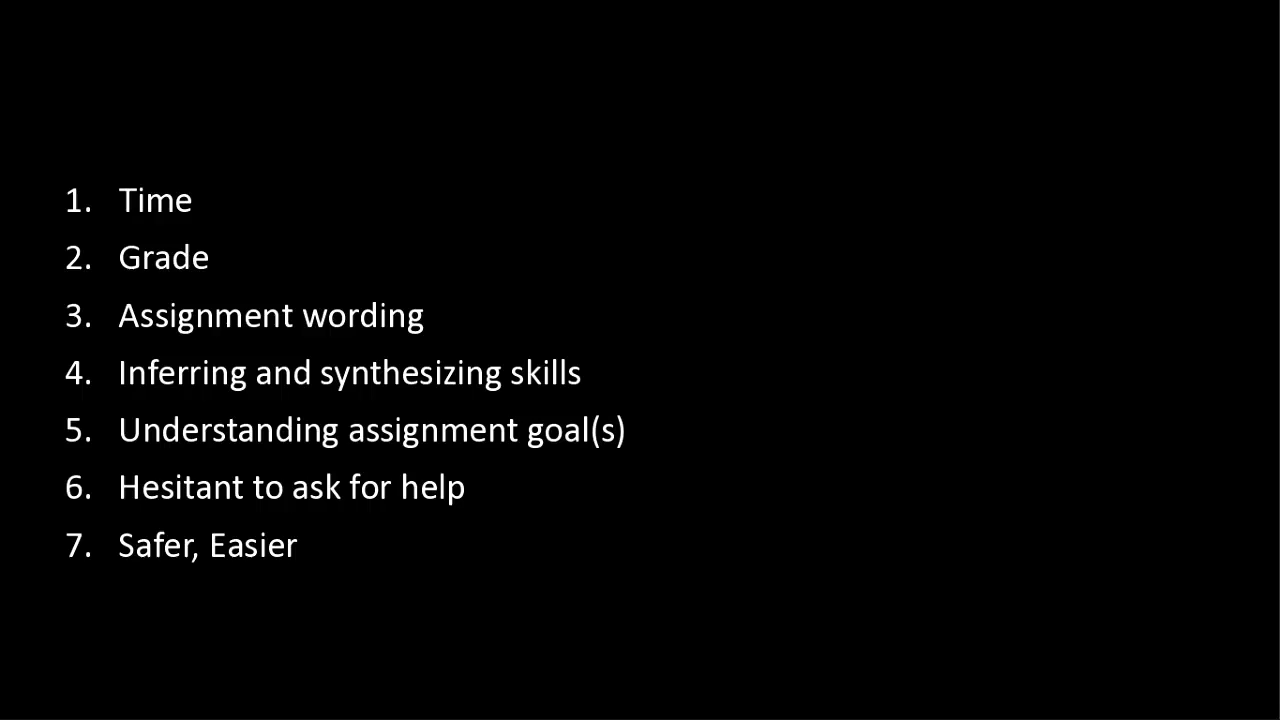 1. Time
2. Grade
3. Assignment wording
4. Inferring and synthesizing skills
5. Understanding assignment goal(s)
6. Hesitant to ask for help
7. Safer, Easier